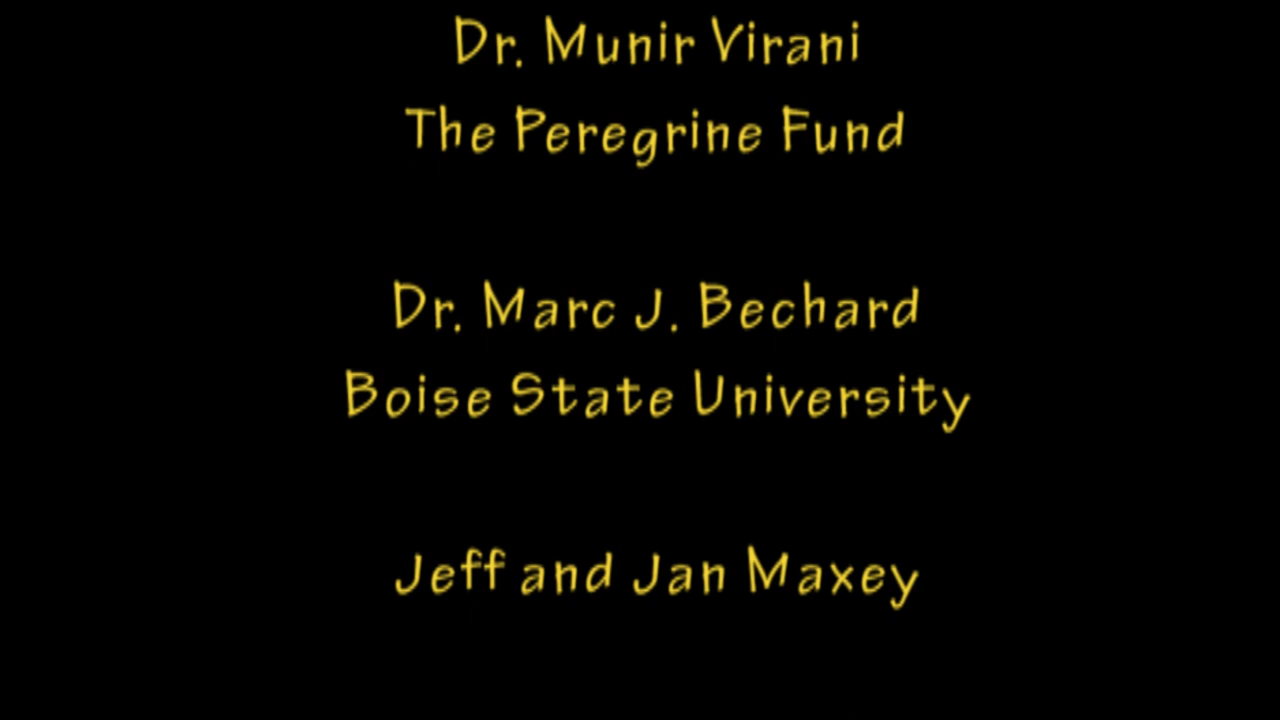 Dr. Munir Virani
The Peregrine Fund
Dr. Marc J. Bechard
Boise State University
Jeff and Jan Maxey